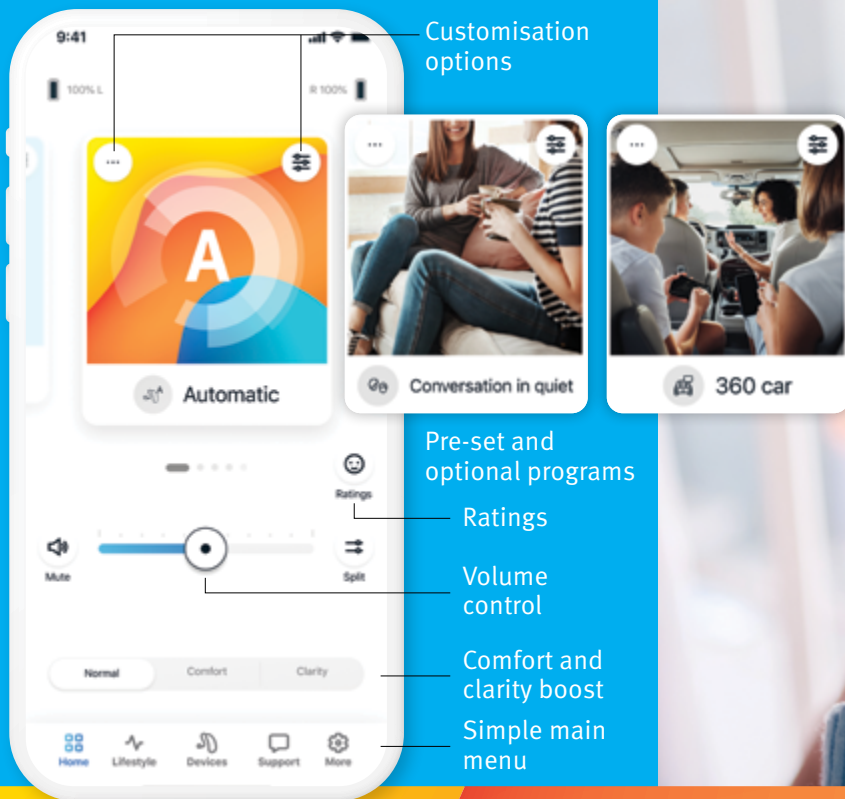 9:41
Customisation
options
100% L
R 100%
A
Automatic
Conversation in quiet
360 car
Pre-set and
optional programs
Ratings
Ratings
Mute
Split
Volume
control
Normal
Comfort
Clarity
Comfort and
clarity boost
Simple main
menu
Home
Lifestyle
Devices
Support
More